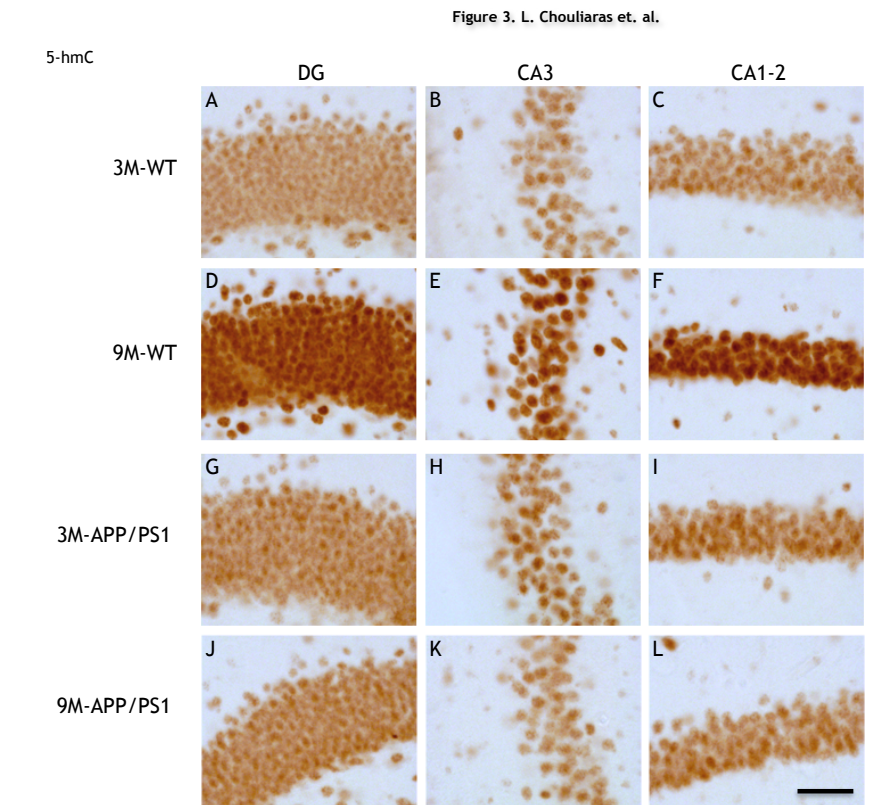 Figure 3. L. Chouliaras et. al.
5-hmC
DG CA3 CA1-2
A B C
3M-WT
D E F
9M-WT
G H I
3M-APP/PS1
J K L
9M-APP/PS1